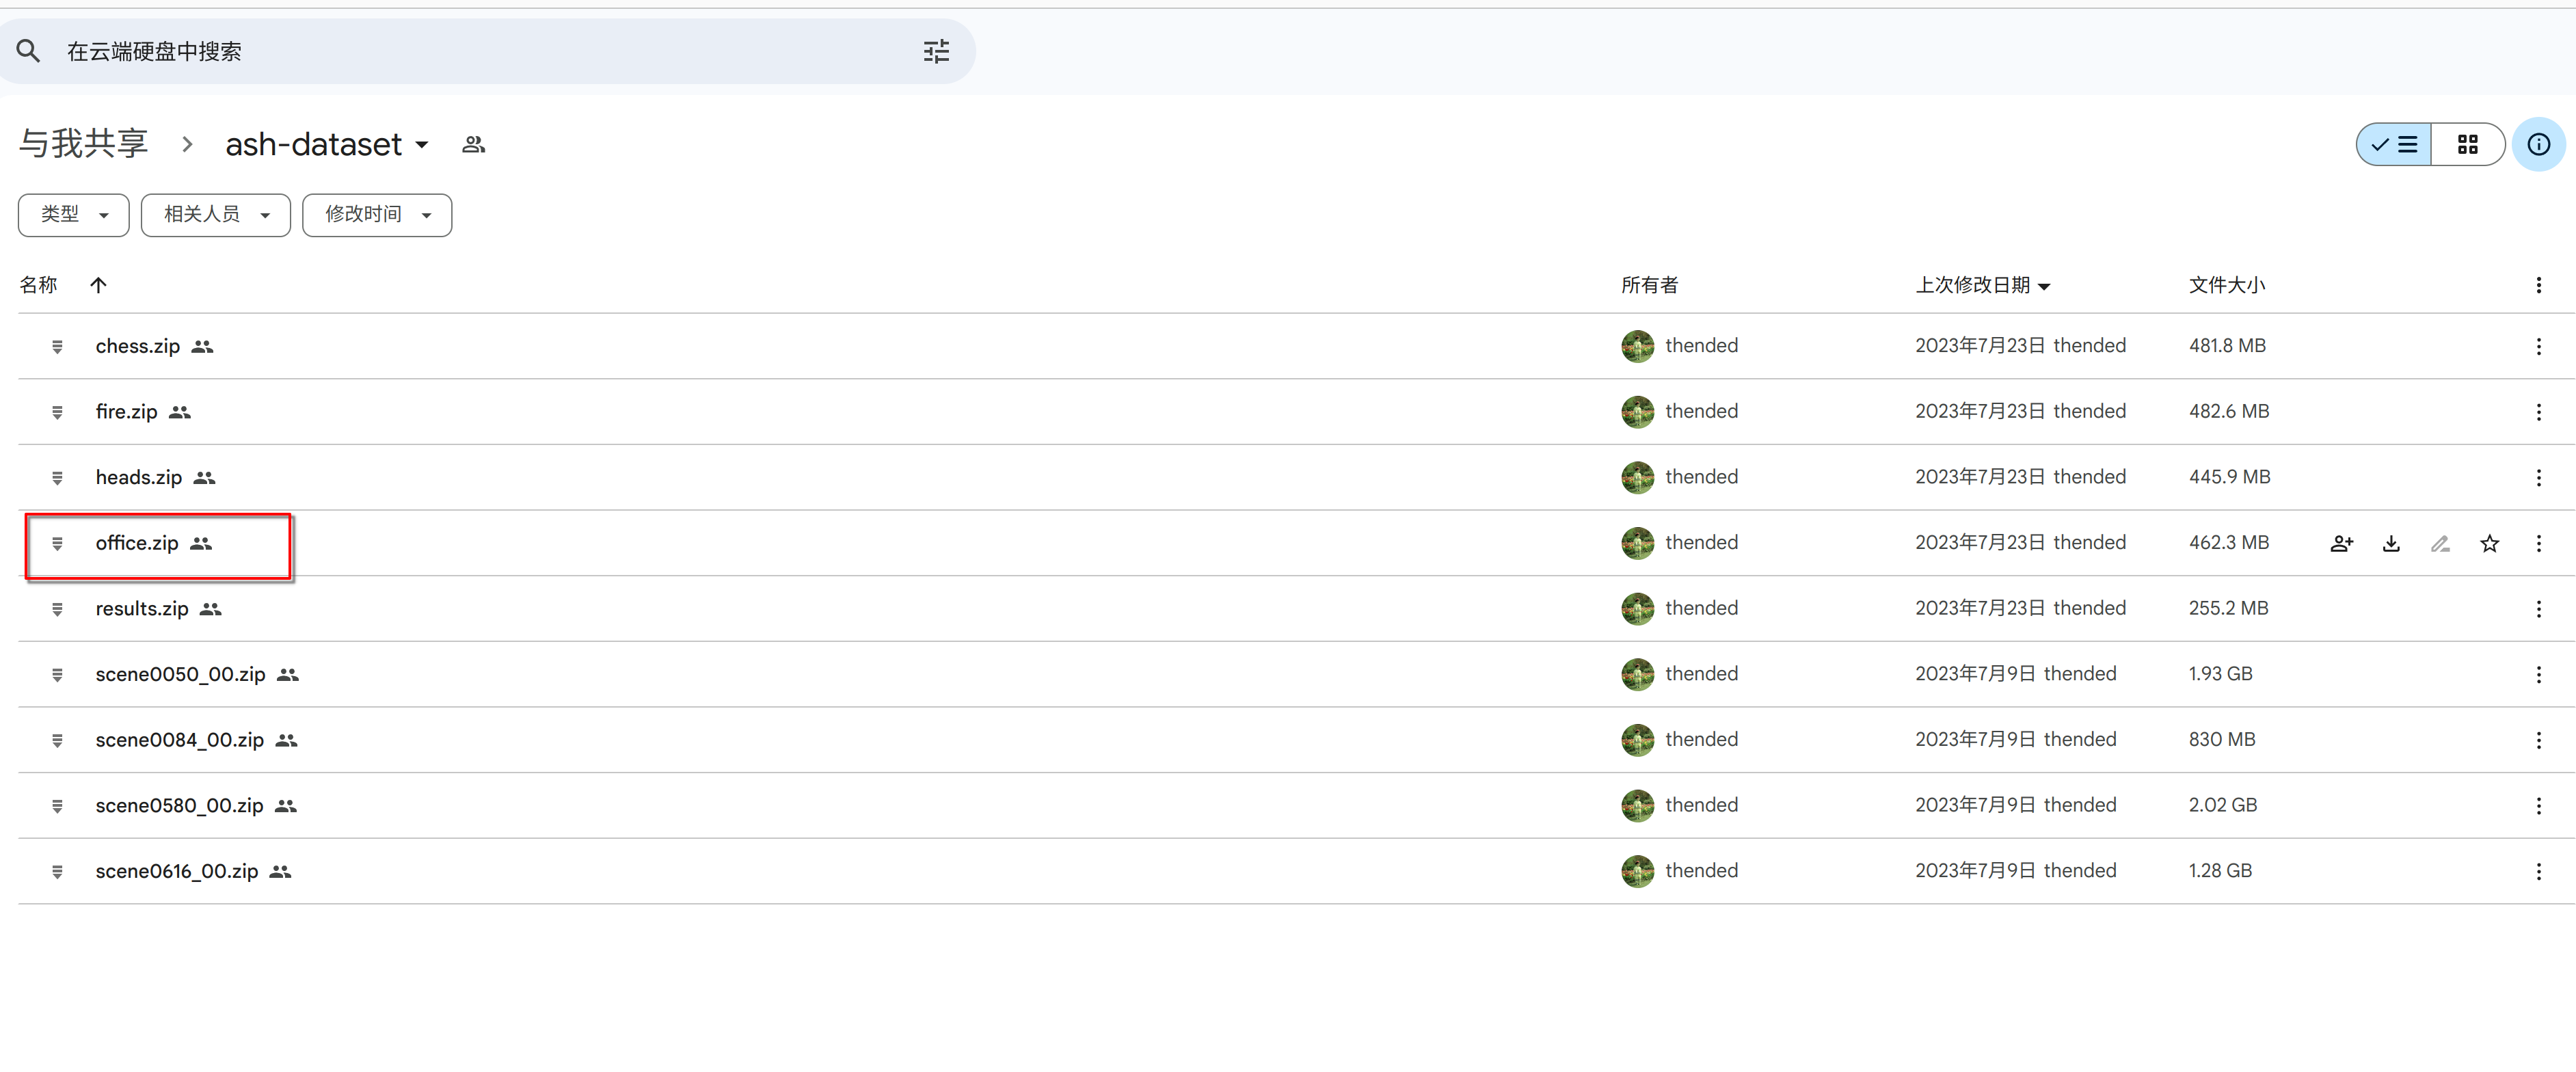 在云端硬盘中搜索
与我共享 ash-dataset
类型 相关人员 修改时间
名称 所有者 上次修改日期 文件大小
chess.zip thended 2023年7月23日 thended 481.8 MB
fire.zip thended 2023年7月23日 thended 482.6 MB
heads.zip thended 2023年7月23日 thended 445.9 MB
office.zip thended 2023年7月23日 thended 462.3 MB
results.zip thended 2023年7月23日 thended 255.2 MB
scene0050_00.zip thended 2023年7月9日 thended 1.93 GB
scene0084_00.zip thended 2023年7月9日 thended 830 MB
scene0580_00.zip thended 2023年7月9日 thended 2.02 GB
scene0616_00.zip thended 2023年7月9日 thended 1.28 GB